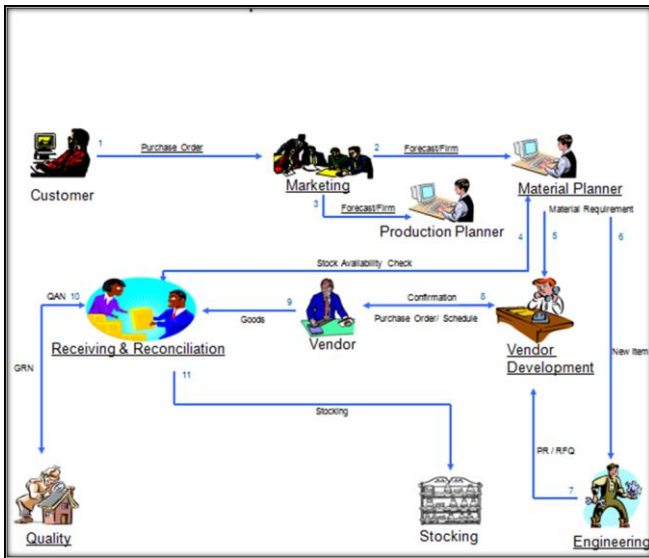 1
Purchase Order
2
Forecast/Firm
Customer
Marketing
Material Planner
3
Forecast/Firm
Material Requirement
Production Planner
4
5
6
Stock Availability Check
QAN 10
9
Confirmation
8
Goods
Purchase Order/ Schedule
Receiving & Reconciliation
Vendor
Vendor
Development
New Item
GRN
11
Stocking
PR / RFQ
7
Quality
Stocking
Engineering